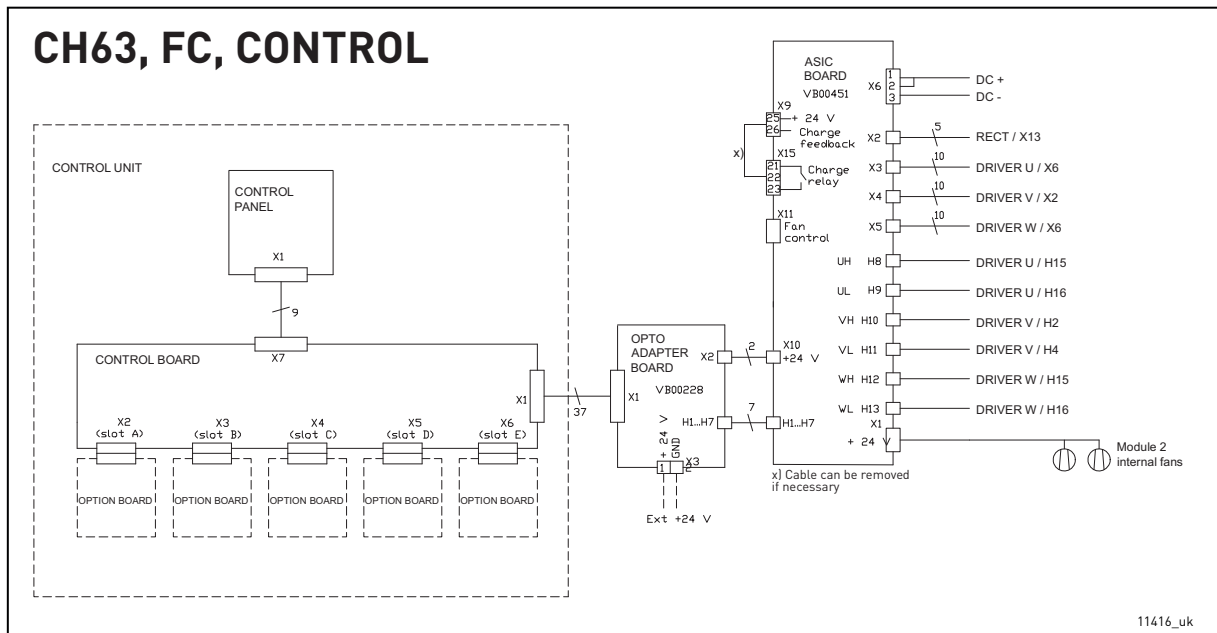 CH63, FC, CONTROL
CONTROL UNIT
CONTROL
PANEL
X1
9
X7
CONTROL BOARD
X1
37
X2
(slot A)
X3
(slot B)
X4
(slot C)
X5
(slot D)
X6
(slot E)
OPTION BOARD
OPTION BOARD
OPTION BOARD
OPTION BOARD
OPTION BOARD
OPTO
ADAPTER
BOARD
VB00228
X1
X2
2
H1...H7
7
+ 24 V
GND
X3
1
2
Ext +24 V
ASIC
BOARD
VB00451
X9
25
+ 24 V
26
Charge
feedback
x)
X15
21
22
23
Charge
relay
X11
Fan
control
X10
+24 V
H1...H7
x) Cable can be removed
if necessary
X6
1
2
3
DC +
DC -
X2
5
RECT / X13
X3
10
DRIVER U / X6
X4
10
DRIVER V / X2
X5
10
DRIVER W / X6
UH H8
DRIVER U / H15
UL H9
DRIVER U / H16
VH H10
DRIVER V / H2
VL H11
DRIVER V / H4
WH H12
DRIVER W / H15
WL H13
DRIVER W / H16
X1
+ 24 V
Module 2
internal fans
11416_uk